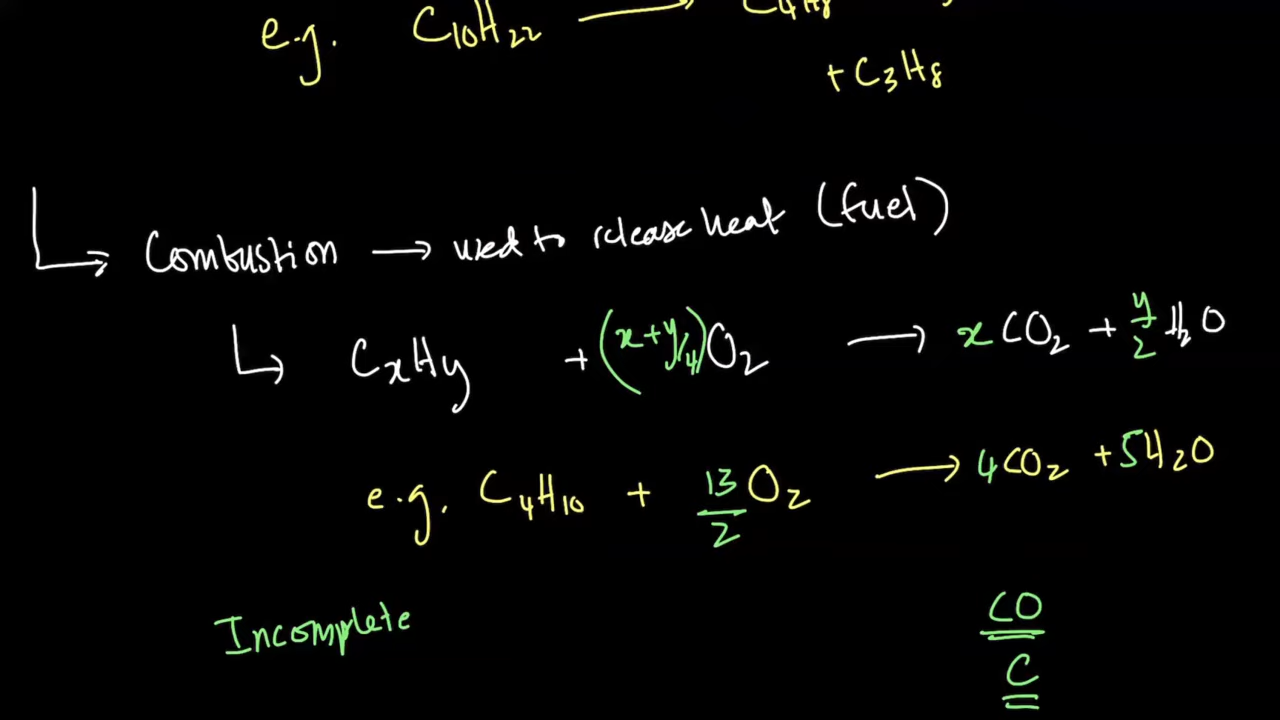 e.g. C₁₀H₂₂ ⟶ C₄H₈
+ C₃H₈
↳ Combustion → used to release heat (fuel)
↳ CₓHy + (x+y/4)O₂ ⟶ xCO₂ + y/2 H₂O
e.g. C₄H₁₀ + 13/2 O₂ ⟶ 4CO₂ + 5H₂O
Incomplete CO
C